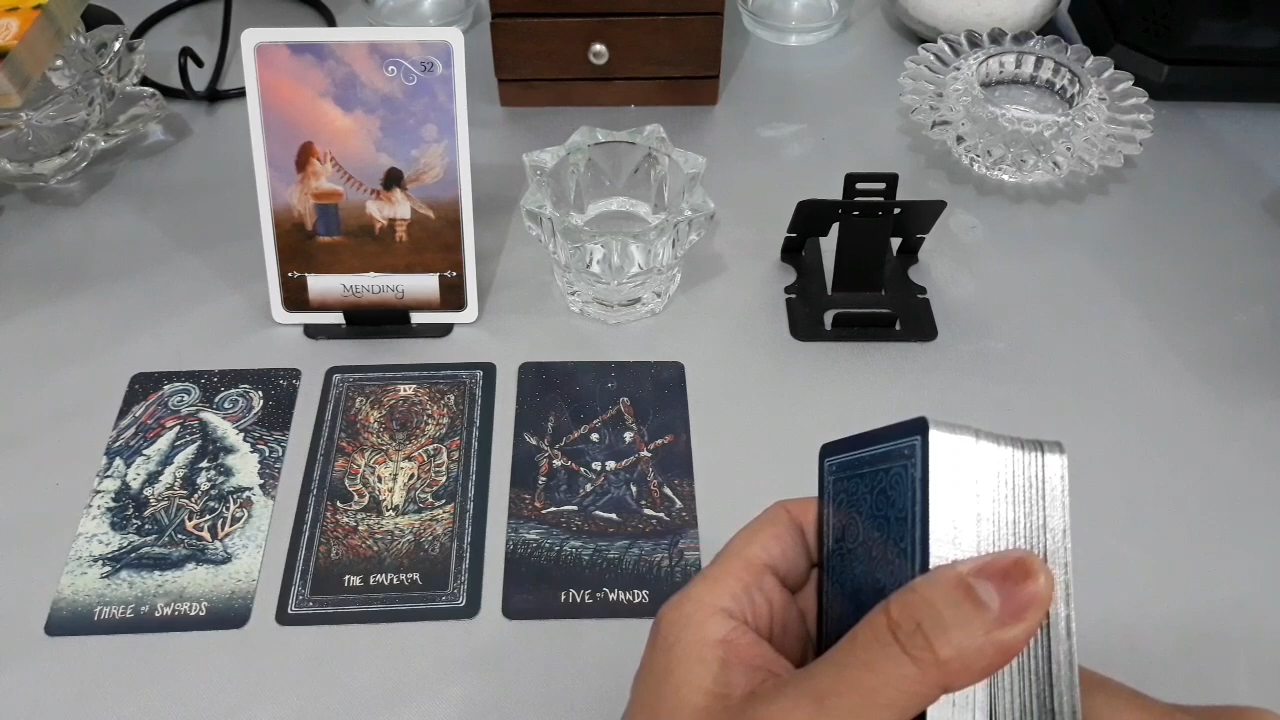 52
MENDING
THREE OF SWORDS
IV
THE EMPEROR
FIVE OF WANDS